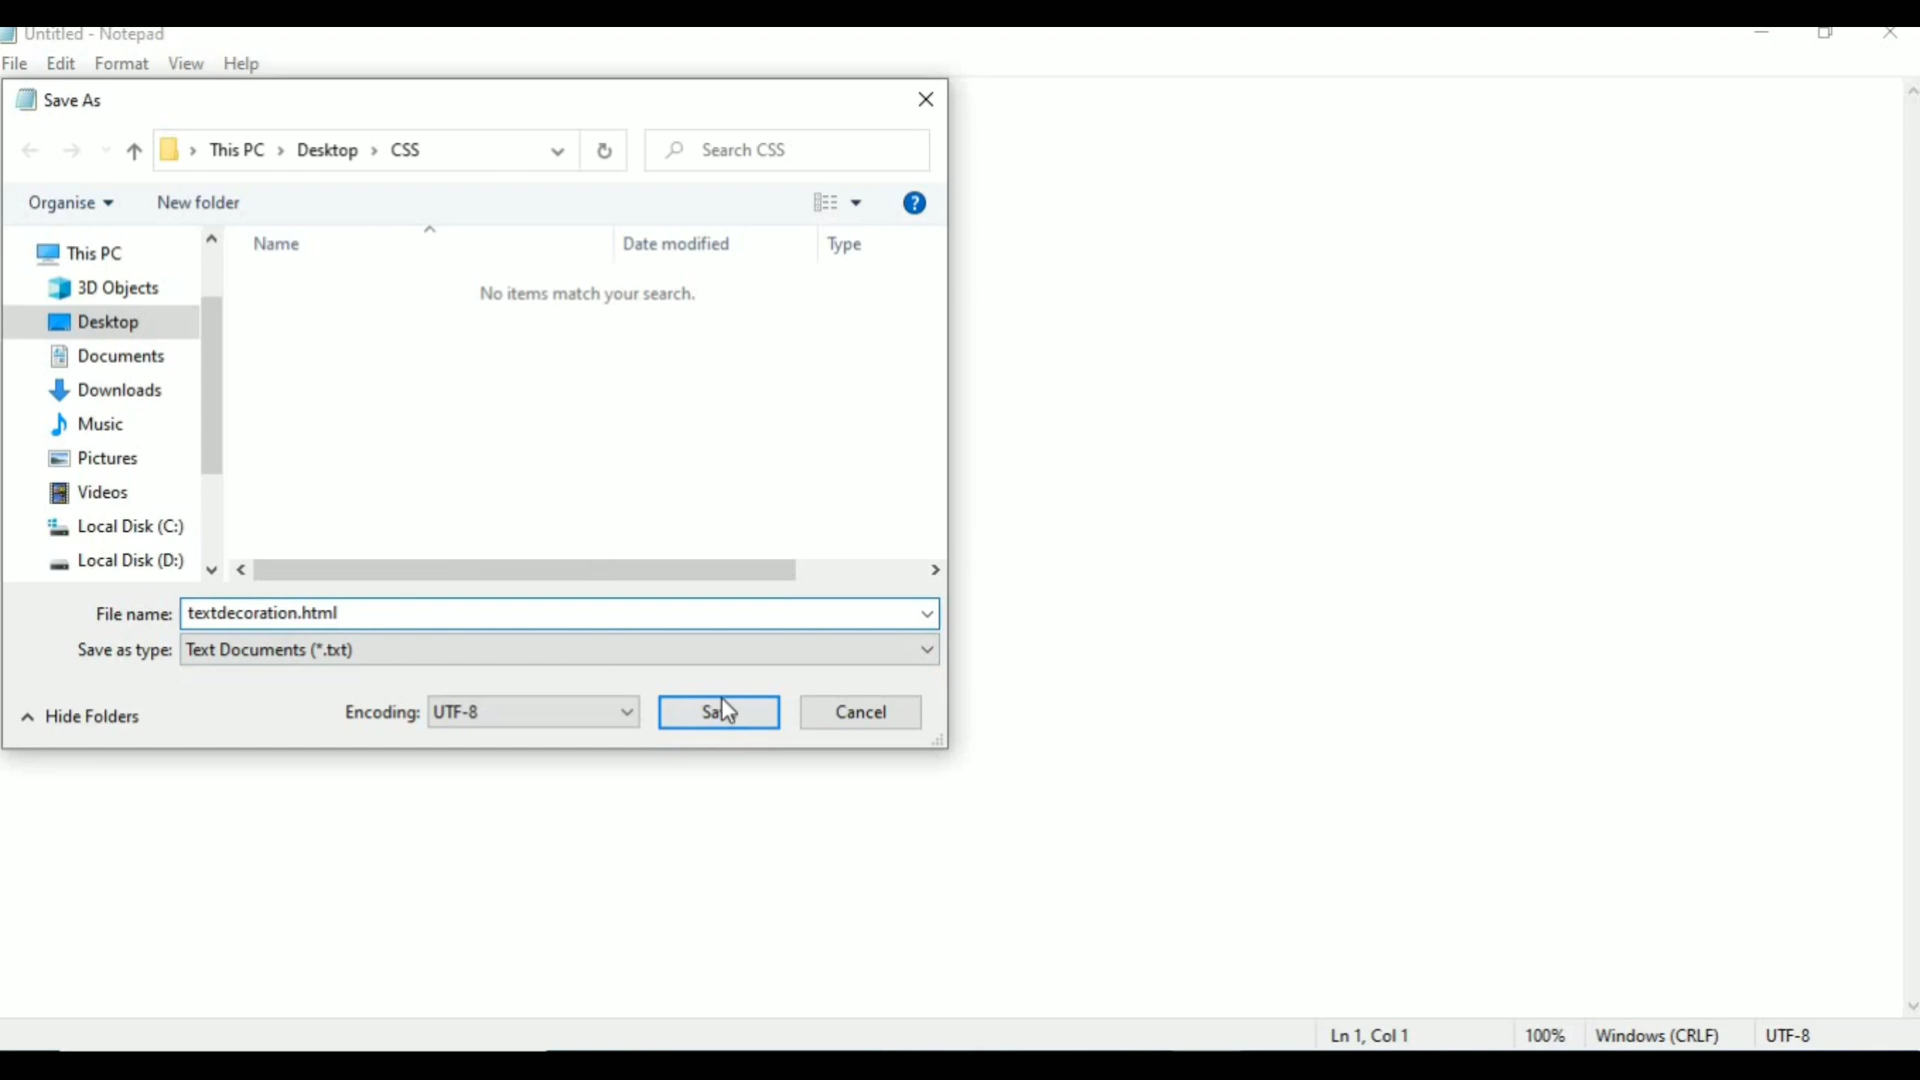 Untitled - Notepad
File Edit Format View Help
Save As
This PC Desktop CSS
Search CSS
Organise New folder
Name Date modified Type
No items match your search.
This PC
3D Objects
Desktop
Documents
Downloads
Music
Pictures
Videos
Local Disk (C:)
Local Disk (D:)
File name: textdecoration.html
Save as type: Text Documents (*.txt)
Hide Folders
Encoding: UTF-8
Cancel
Ln 1, Col 1 100% Windows (CRLF) UTF-8